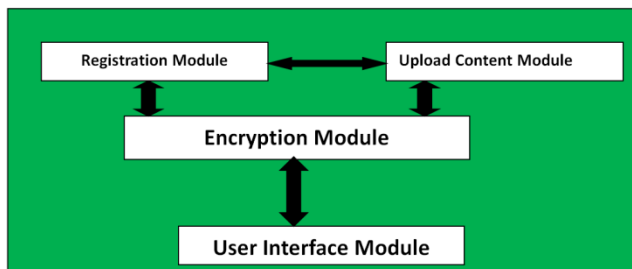 Registration Module
Upload Content Module
Encryption Module
User Interface Module